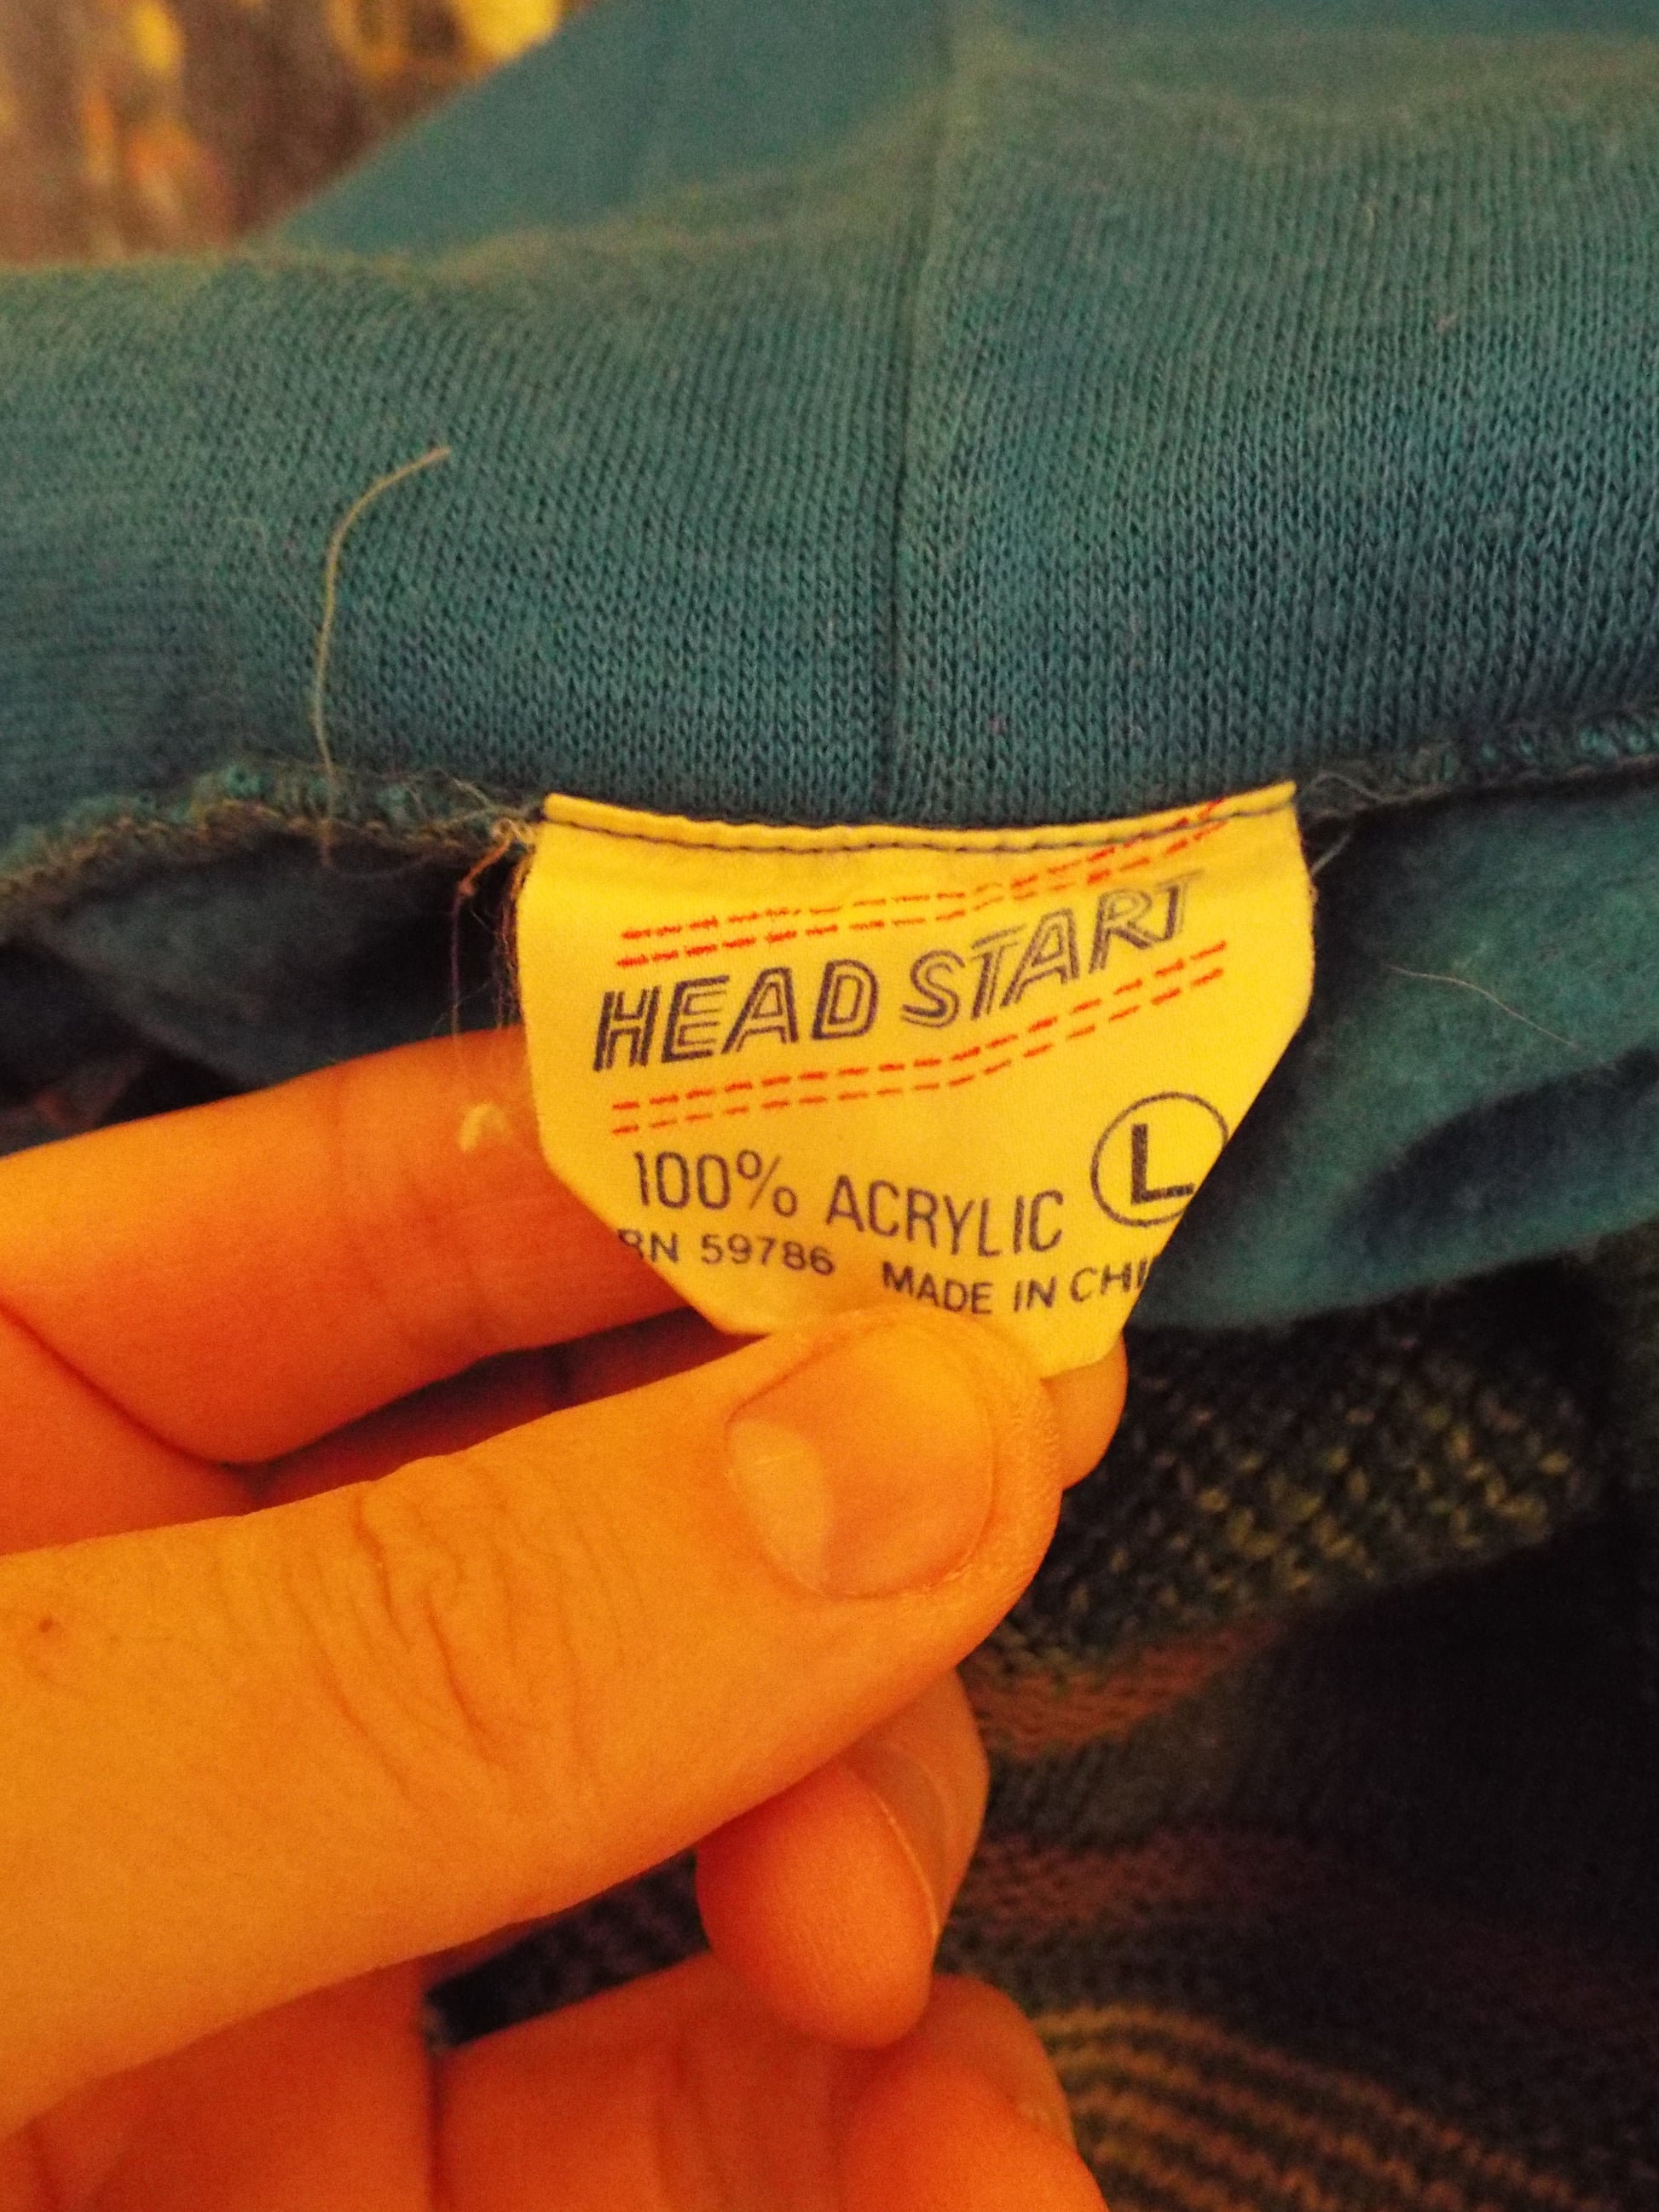 HEAD START
100% ACRYLIC L
RN 59786 MADE IN CHI